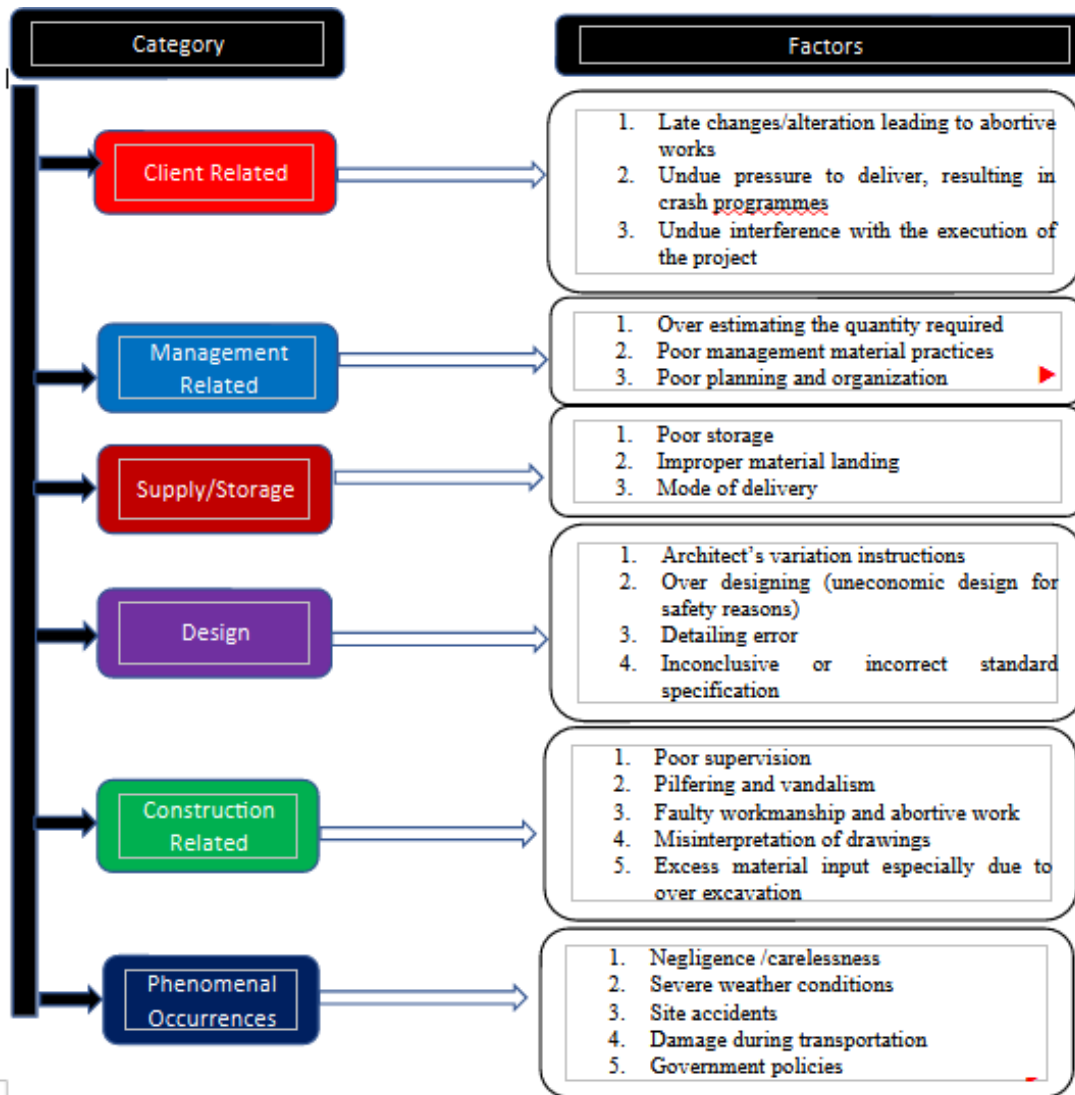 Category
Factors
Client Related
1. Late changes/alteration leading to abortive
works
2. Undue pressure to deliver, resulting in
crash programmes
3. Undue interference with the execution of
the project
Management
Related
1. Over estimating the quantity required
2. Poor management material practices
3. Poor planning and organization
Supply/Storage
1. Poor storage
2. Improper material landing
3. Mode of delivery
Design
1. Architect’s variation instructions
2. Over designing (uneconomic design for
safety reasons)
3. Detailing error
4. Inconclusive or incorrect standard
specification
Construction
Related
1. Poor supervision
2. Pilfering and vandalism
3. Faulty workmanship and abortive work
4. Misinterpretation of drawings
5. Excess material input especially due to
over excavation
Phenomenal
Occurrences
1. Negligence /carelessness
2. Severe weather conditions
3. Site accidents
4. Damage during transportation
5. Government policies